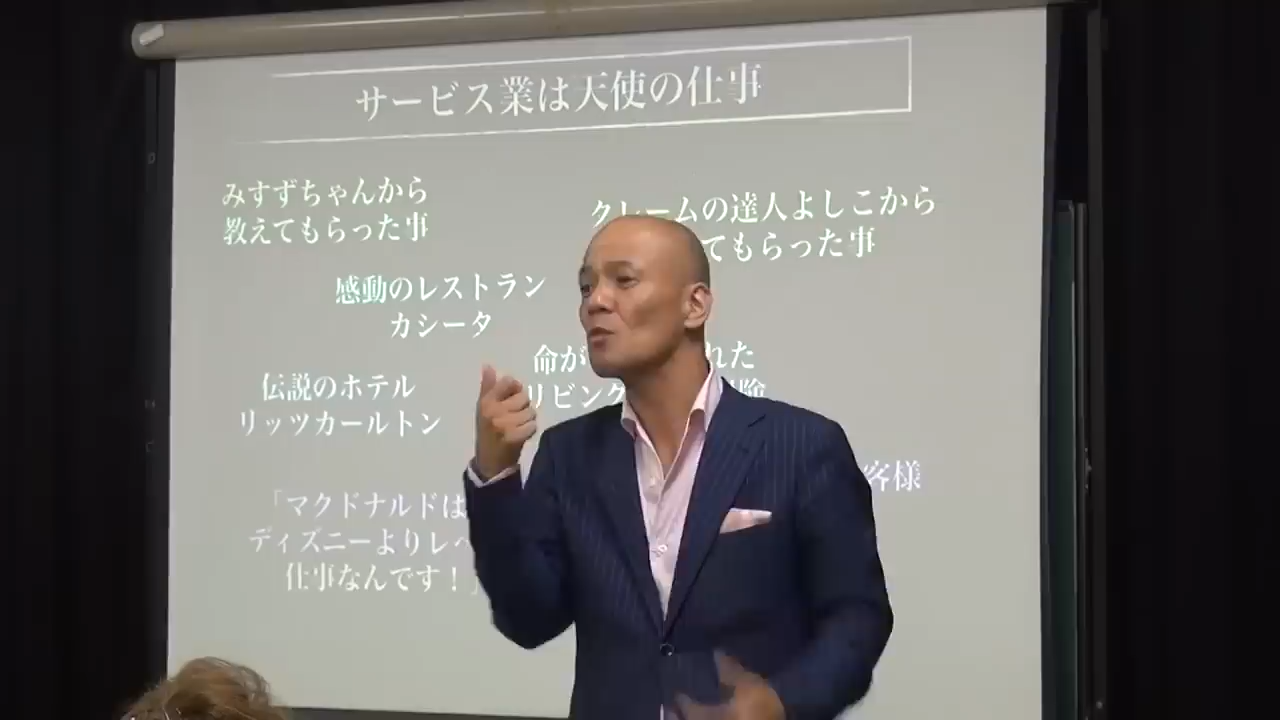 サービス業は天使の仕事
みすずちゃんから
教えてもらった事
クレームの達人よしこから
てもらった事
感動のレストラン
カシータ
命が れた
リビング 験
伝説のホテル
リッツカールトン
客様
「マクドナルドは
ディズニーよりレベ
仕事なんです！」